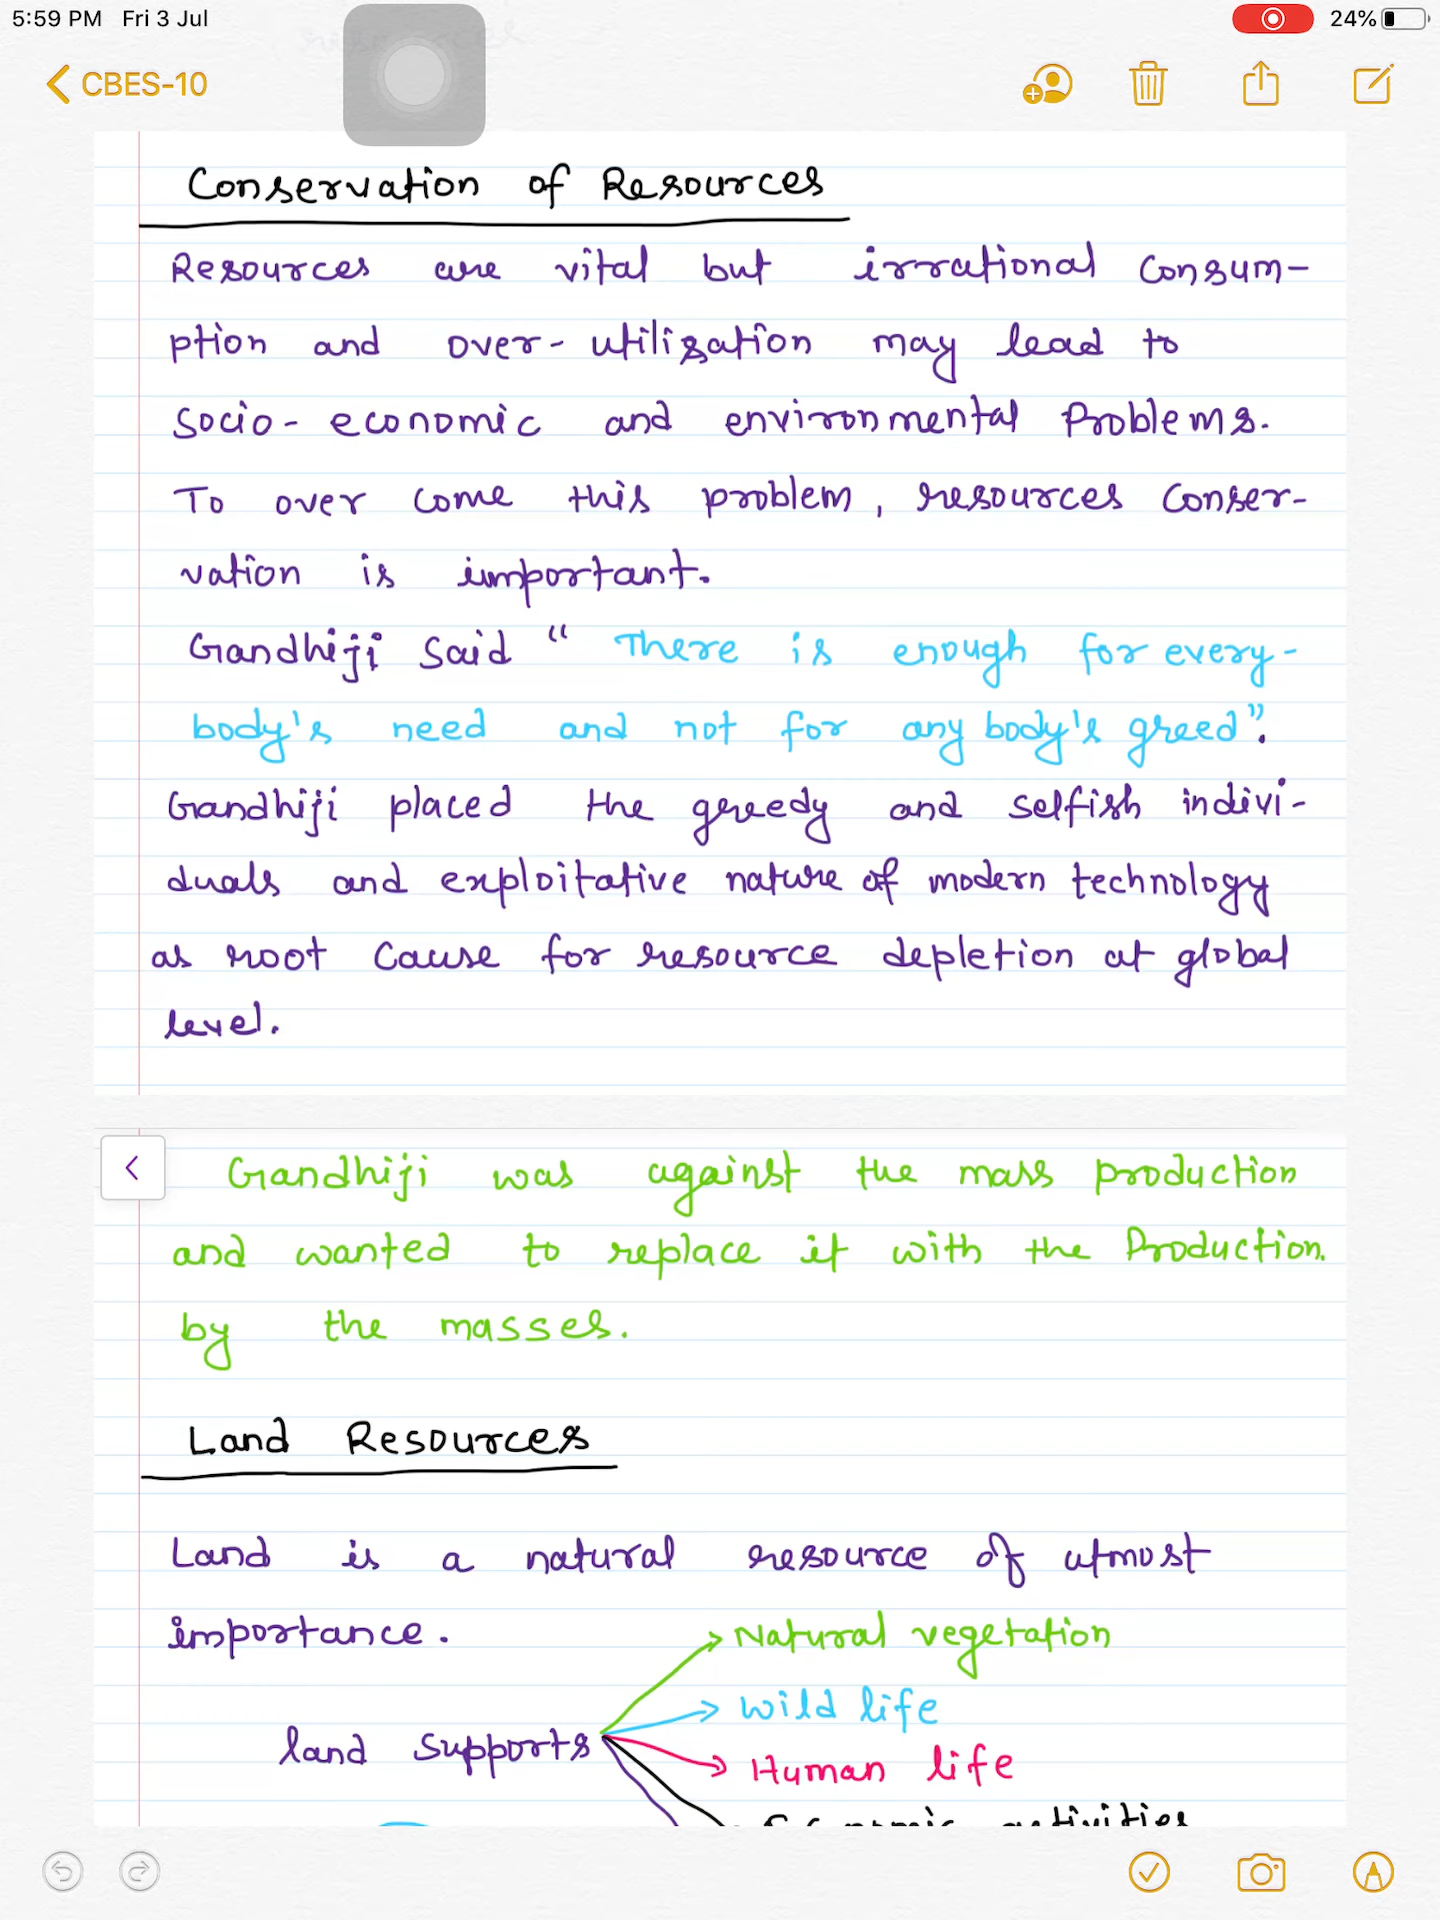 5:59 PM Fri 3 Jul 24%
CBES-10
Conservation of Resources
Resources are vital but irrational Consum-
ption and over-utilisation may lead to
Socio-economic and environmental Problems.
To over come this problem, resources Conser-
vation is important.
Gandhiji Said " There is enough for every-
body's need and not for any body's greed".
Gandhiji placed the greedy and selfish indivi-
duals and exploitative nature of modern technology
as root cause for resource depletion at global
level.
Gandhiji was against the mass production
and wanted to replace it with the Production
by the masses.
Land Resources
Land is a natural resource of utmost
importance.
Natural vegetation
Wild life
land supports
Human life
Economic activities